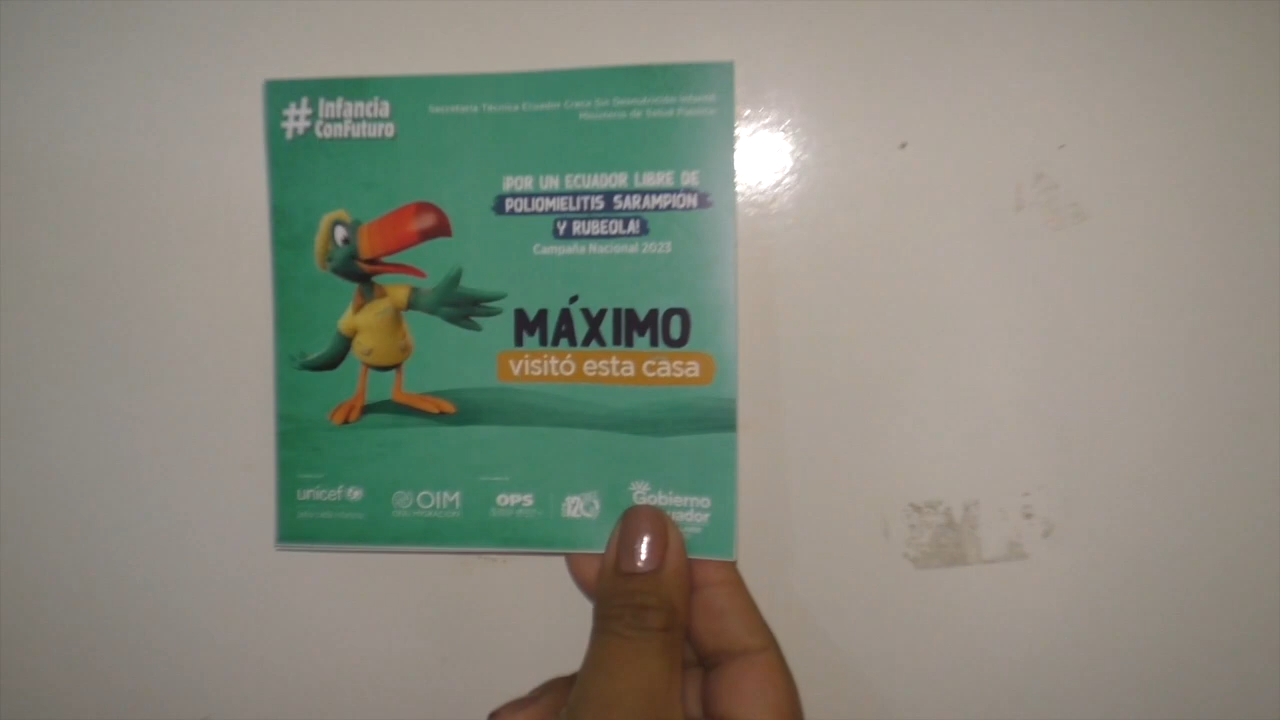 #Infancia
ConFuturo
Secretaría Técnica Ecuador Crece Sin Desnutrición Infantil
Ministerio de Salud Pública
¡POR UN ECUADOR LIBRE DE
POLIOMIELITIS SARAMPIÓN
Y RUBEOLA!
Campaña Nacional 2023
MÁXIMO
visitó esta casa
unicef
OIM
OPS
120
Gobierno
uador